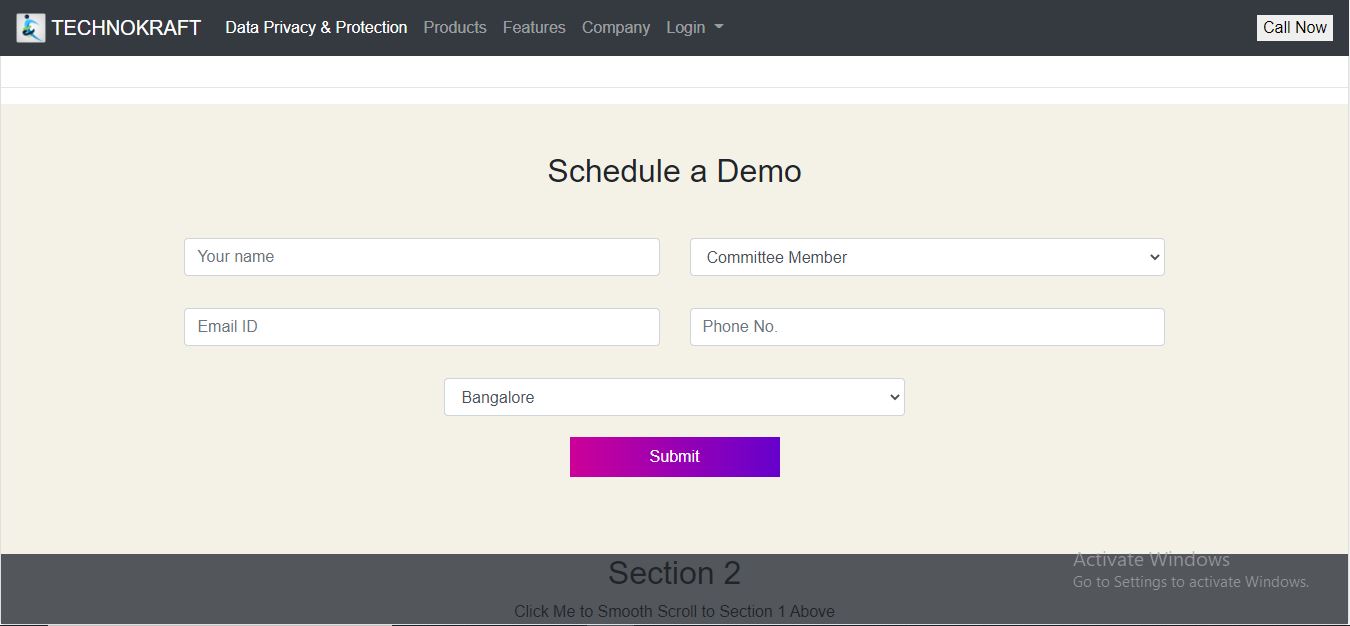 TECHNOKRAFT Data Privacy & Protection Products Features Company Login Call Now
Schedule a Demo
Your name Committee Member
Email ID Phone No.
Bangalore
Submit
Section 2
Click Me to Smooth Scroll to Section 1 Above
Activate Windows
Go to Settings to activate Windows.